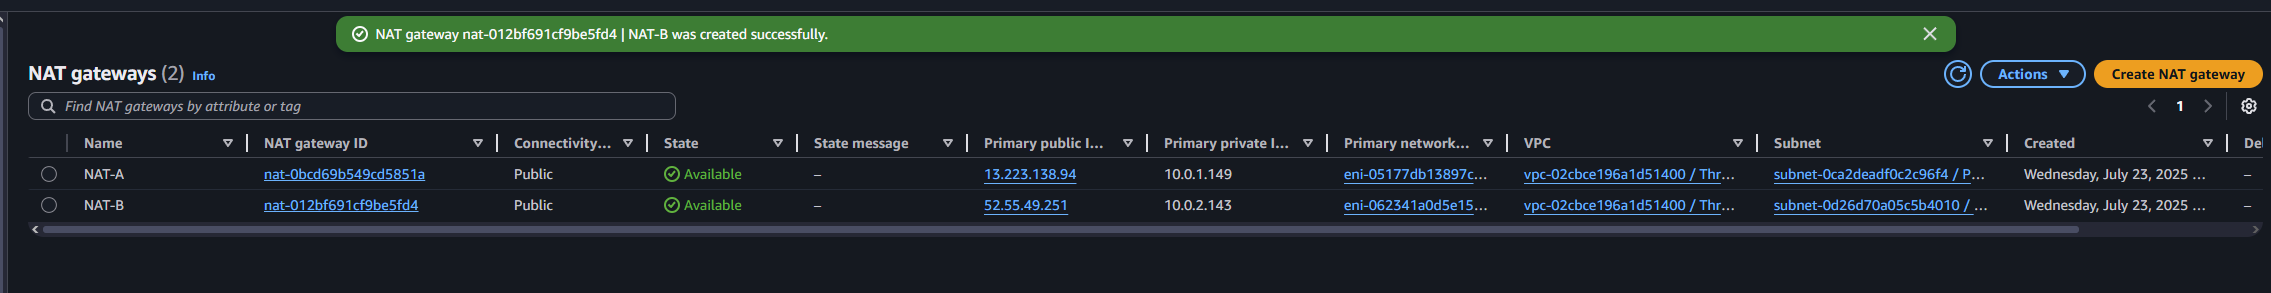 NAT gateway nat-012bf691cf9be5fd4 | NAT-B was created successfully.
NAT gateways (2) Info
Actions Create NAT gateway
Find NAT gateways by attribute or tag
1
Name NAT gateway ID Connectivity... State State message Primary public I... Primary private I... Primary network... VPC Subnet Created Del
NAT-A nat-0bcd69b549cd5851a Public Available – 13.223.138.94 10.0.1.149 eni-05177db13897c... vpc-02cbce196a1d51400 / Thr... subnet-0ca2deadf0c2c96f4 / P... Wednesday, July 23, 2025 ... –
NAT-B nat-012bf691cf9be5fd4 Public Available – 52.55.49.251 10.0.2.143 eni-062341a0d5e15... vpc-02cbce196a1d51400 / Thr... subnet-0d26d70a05c5b4010 / ... Wednesday, July 23, 2025 ... –